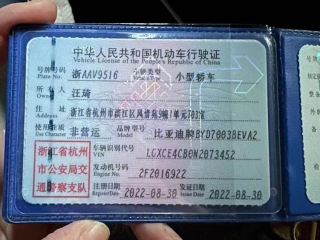 中华人民共和国机动车行驶证
Vehicle License of the People's Republic of China
号牌号码 浙AAV9516 车辆类型 小型轿车
Plate No. Vehicle Type
所有人 汪琦
Owner
住址 浙江省杭州市滨江区风情苑9幢1单元703室
Address
使用性质 非营运 品牌型号 比亚迪牌BYD7003BEVA2
Use Character Model
浙江省杭州市公安局交通警察支队
车辆识别代号 LGXCE4CB0N2073452
VIN
发动机号码 2F2016922
Engine No.
注册日期 2022-08-30 发证日期 2022-08-30
Register Date Issue Date